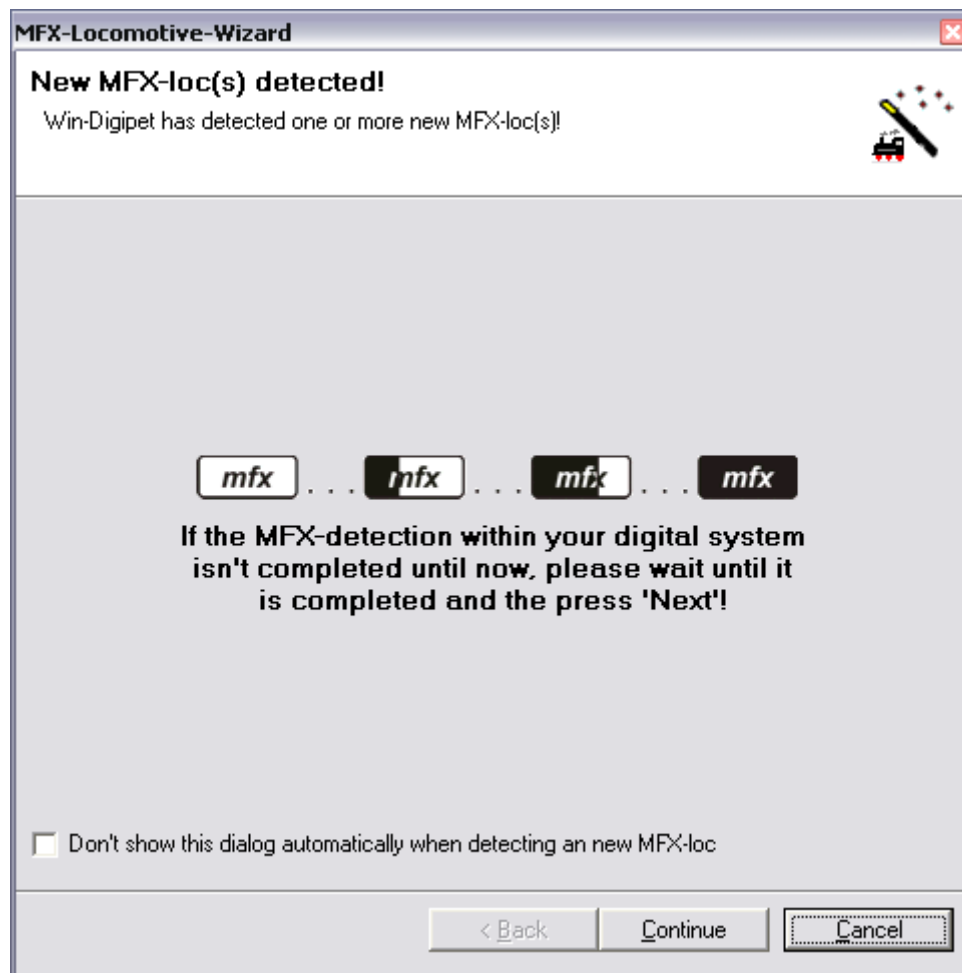 MFX-Locomotive-Wizard
New MFX-loc(s) detected!
Win-Digipet has detected one or more new MFX-loc(s)!
mfx . . . mfx . . . mfx . . . mfx
If the MFX-detection within your digital system
isn't completed until now, please wait until it
is completed and the press 'Next'!
Don't show this dialog automatically when detecting an new MFX-loc
< Back Continue Cancel